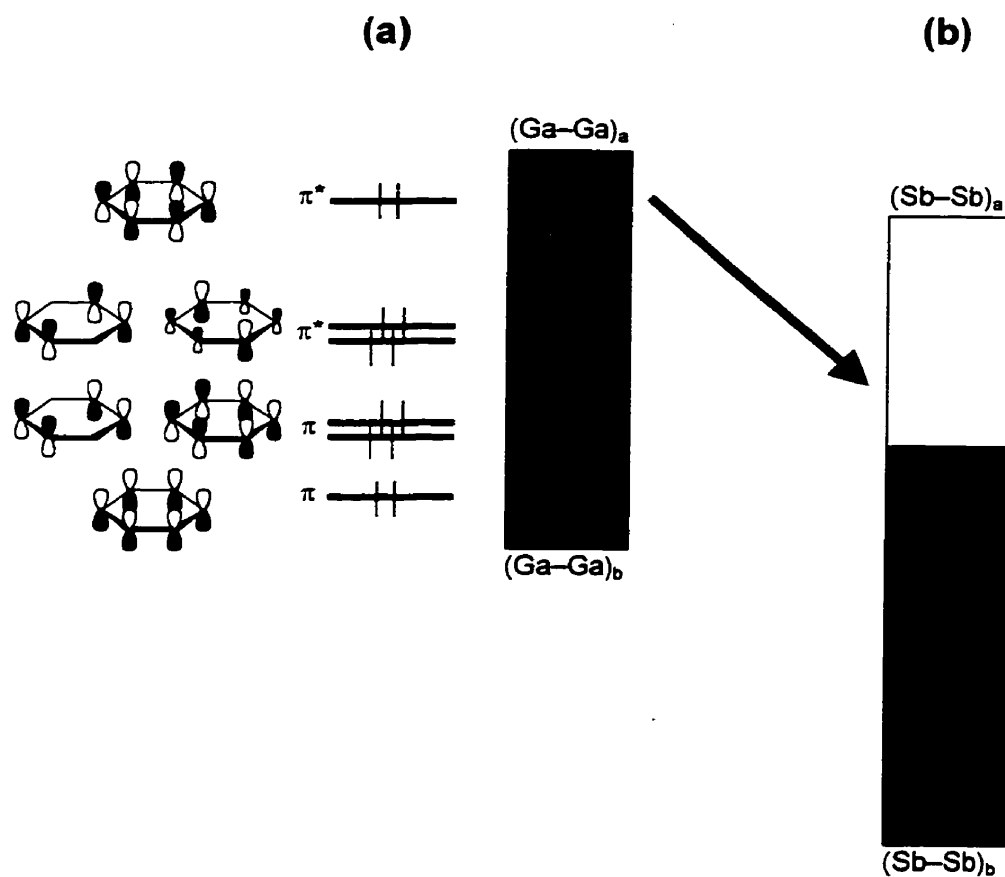 (a)
(b)
(Ga–Ga)a
π*
(Sb–Sb)a
π*
π
π
(Ga–Ga)b
(Sb–Sb)b